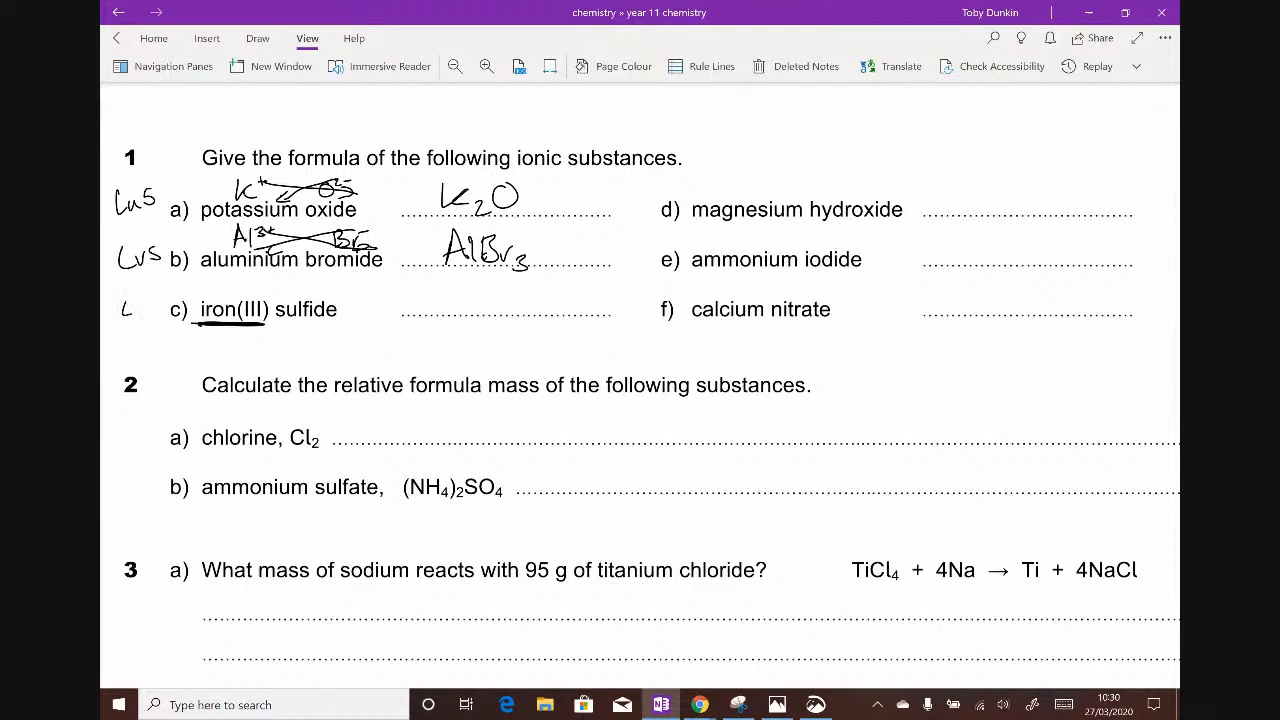 chemistry » year 11 chemistry
Toby Dunkin
Home Insert Draw View Help
Share
Navigation Panes New Window Immersive Reader Page Colour Rule Lines Deleted Notes Translate Check Accessibility Replay
1 Give the formula of the following ionic substances.
K+
a) potassium oxide K2O
d) magnesium hydroxide
Al3+
b) aluminium bromide AlBr3
e) ammonium iodide
c) iron(III) sulfide
f) calcium nitrate
2 Calculate the relative formula mass of the following substances.
a) chlorine, Cl2
b) ammonium sulfate, (NH4)2SO4
3 a) What mass of sodium reacts with 95 g of titanium chloride? TiCl4 + 4Na → Ti + 4NaCl
Type here to search
10:30
27/03/2020